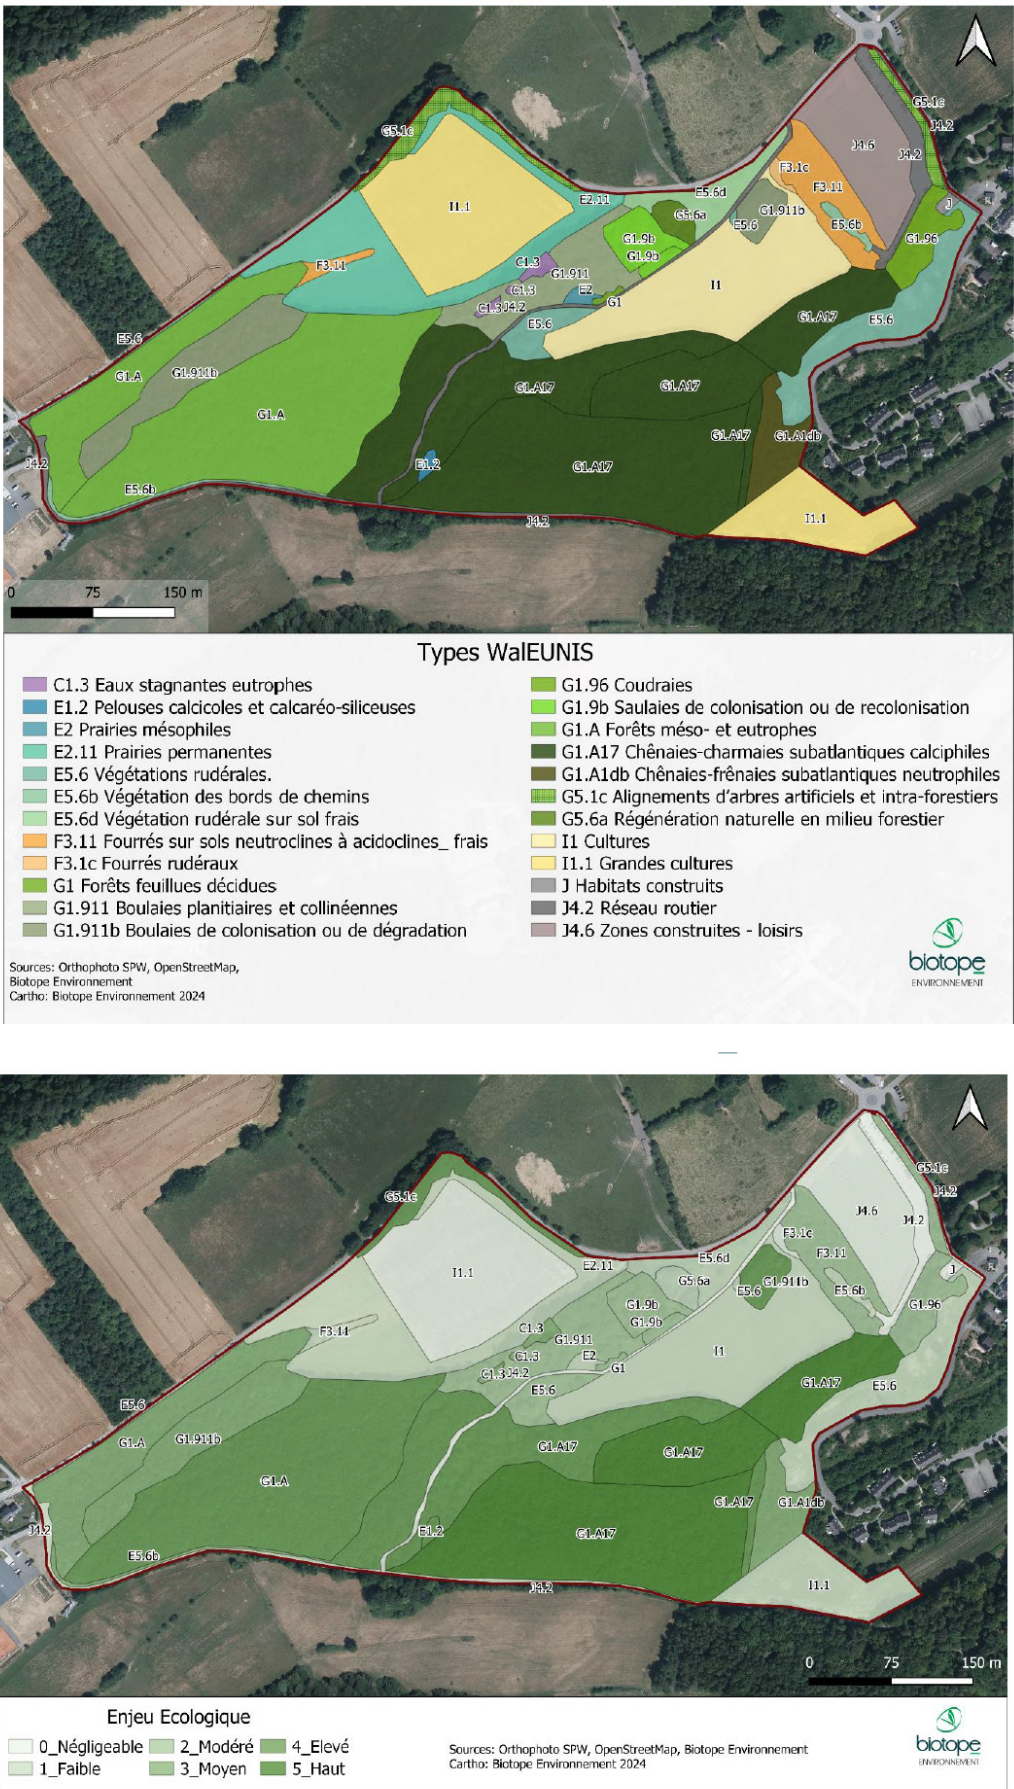 G5.1c
G5.1c
J4.2
J4.6
J4.2
F3.1c
E5.6d
E2.11
I1.1
F3.11
J
G1.911b
G5.6a
E5.6b
E5.6
G1.9b
G1.96
G1.9b
C1.3
F3.11
G1.911
I1
C1.3
E2
G1
C1.3
J4.2
E5.6
E5.6
G1.A17
E5.6
G1.A
G1.911b
G1.A17
G1.A17
G1.A
G1.A17
G1.A1db
J4.2
E1.2
G1.A17
E5.6b
J4.2
I1.1
0 75 150 m
Types WalEUNIS
C1.3 Eaux stagnantes eutrophes
E1.2 Pelouses calcicoles et calcaréo-siliceuses
E2 Prairies mésophiles
E2.11 Prairies permanentes
E5.6 Végétations rudérales.
E5.6b Végétation des bords de chemins
E5.6d Végétation rudérale sur sol frais
F3.11 Fourrés sur sols neutroclines à acidoclines_ frais
F3.1c Fourrés rudéraux
G1 Forêts feuillues décidues
G1.911 Boulaies planitiaires et collinéennes
G1.911b Boulaies de colonisation ou de dégradation
G1.96 Coudraies
G1.9b Saulaies de colonisation ou de recolonisation
G1.A Forêts méso- et eutrophes
G1.A17 Chênaies-charmaies subatlantiques calciphiles
G1.A1db Chênaies-frênaies subatlantiques neutrophiles
G5.1c Alignements d'arbres artificiels et intra-forestiers
G5.6a Régénération naturelle en milieu forestier
I1 Cultures
I1.1 Grandes cultures
J Habitats construits
J4.2 Réseau routier
J4.6 Zones construites - loisirs
Sources: Orthophoto SPW, OpenStreetMap,
Biotope Environnement
Cartho: Biotope Environnement 2024
biotope
ENVIRONNEMENT
G5.1c
G5.1c
J4.2
J4.6
J4.2
F3.1c
E5.6d
F3.11
E2.11
I1.1
J
G5.6a
G1.911b
E5.6
E5.6b
G1.9b
G1.96
G1.9b
C1.3
F3.11
G1.911
I1
C1.3
E2
G1
C1.3
J4.2
E5.6
G1.A17
E5.6
E5.6
G1.A
G1.911b
G1.A17
G1.A17
G1.A
G1.A17
G1.A1db
J4.2
E1.2
G1.A17
E5.6b
J4.2
I1.1
0 75 150 m
Enjeu Ecologique
0_Négligeable
1_Faible
2_Modéré
3_Moyen
4_Elevé
5_Haut
Sources: Orthophoto SPW, OpenStreetMap, Biotope Environnement
Cartho: Biotope Environnement 2024
biotope
ENVIRONNEMENT